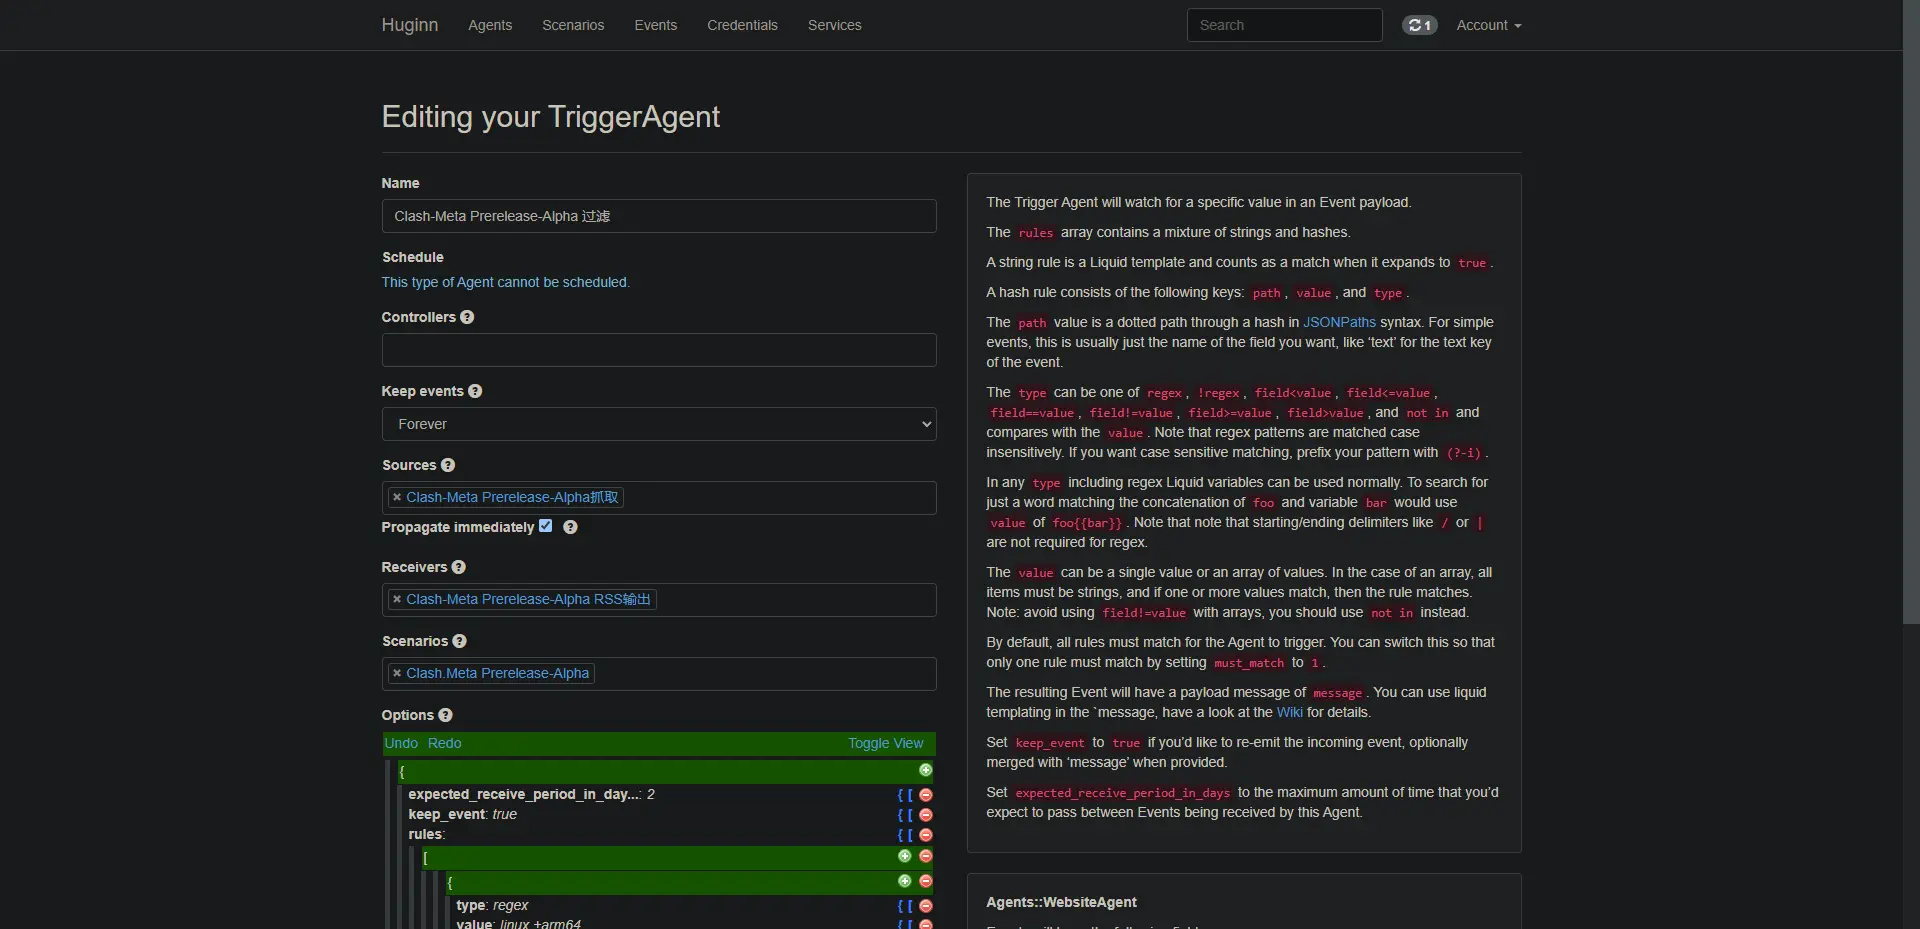 Huginn Agents Scenarios Events Credentials Services Search 1 Account
Editing your TriggerAgent
Name
Clash-Meta Prerelease-Alpha 过滤
Schedule
This type of Agent cannot be scheduled.
Controllers
Keep events
Forever
Sources
× Clash-Meta Prerelease-Alpha抓取
Propagate immediately
Receivers
× Clash-Meta Prerelease-Alpha RSS输出
Scenarios
× Clash.Meta Prerelease-Alpha
Options
Undo Redo Toggle View
{
expected_receive_period_in_day...: 2 { [
keep_event: true { [
rules: { [
[
{
type: regex { [
value: linux.+arm64 { [
The Trigger Agent will watch for a specific value in an Event payload.
The rules array contains a mixture of strings and hashes.
A string rule is a Liquid template and counts as a match when it expands to true .
A hash rule consists of the following keys: path , value , and type .
The path value is a dotted path through a hash in JSONPaths syntax. For simple
events, this is usually just the name of the field you want, like ‘text’ for the text key
of the event.
The type can be one of regex , !regex , field<value , field<=value ,
field==value , field!=value , field>=value , field>value , and not in and
compares with the value . Note that regex patterns are matched case
insensitively. If you want case sensitive matching, prefix your pattern with (?-i) .
In any type including regex Liquid variables can be used normally. To search for
just a word matching the concatenation of foo and variable bar would use
value of foo{{bar}} . Note that note that starting/ending delimiters like / or |
are not required for regex.
The value can be a single value or an array of values. In the case of an array, all
items must be strings, and if one or more values match, then the rule matches.
Note: avoid using field!=value with arrays, you should use not in instead.
By default, all rules must match for the Agent to trigger. You can switch this so that
only one rule must match by setting must_match to 1 .
The resulting Event will have a payload message of message . You can use liquid
templating in the `message, have a look at the Wiki for details.
Set keep_event to true if you’d like to re-emit the incoming event, optionally
merged with ‘message’ when provided.
Set expected_receive_period_in_days to the maximum amount of time that you’d
expect to pass between Events being received by this Agent.
Agents::WebsiteAgent